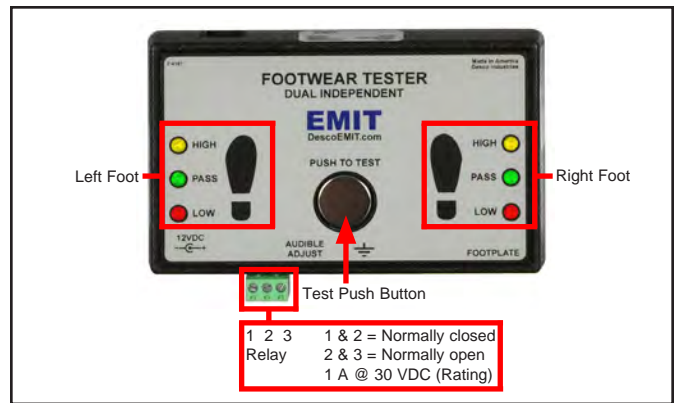 Made in America
Desco Industries
FOOTWEAR TESTER
DUAL INDEPENDENT
EMIT
DescoEMIT.com
PUSH TO TEST
HIGH
PASS
LOW
HIGH
PASS
LOW
Left Foot
Right Foot
12VDC
AUDIBLE
ADJUST
FOOTPLATE
Test Push Button
1 2 3
Relay
1 & 2 = Normally closed
2 & 3 = Normally open
1 A @ 30 VDC (Rating)